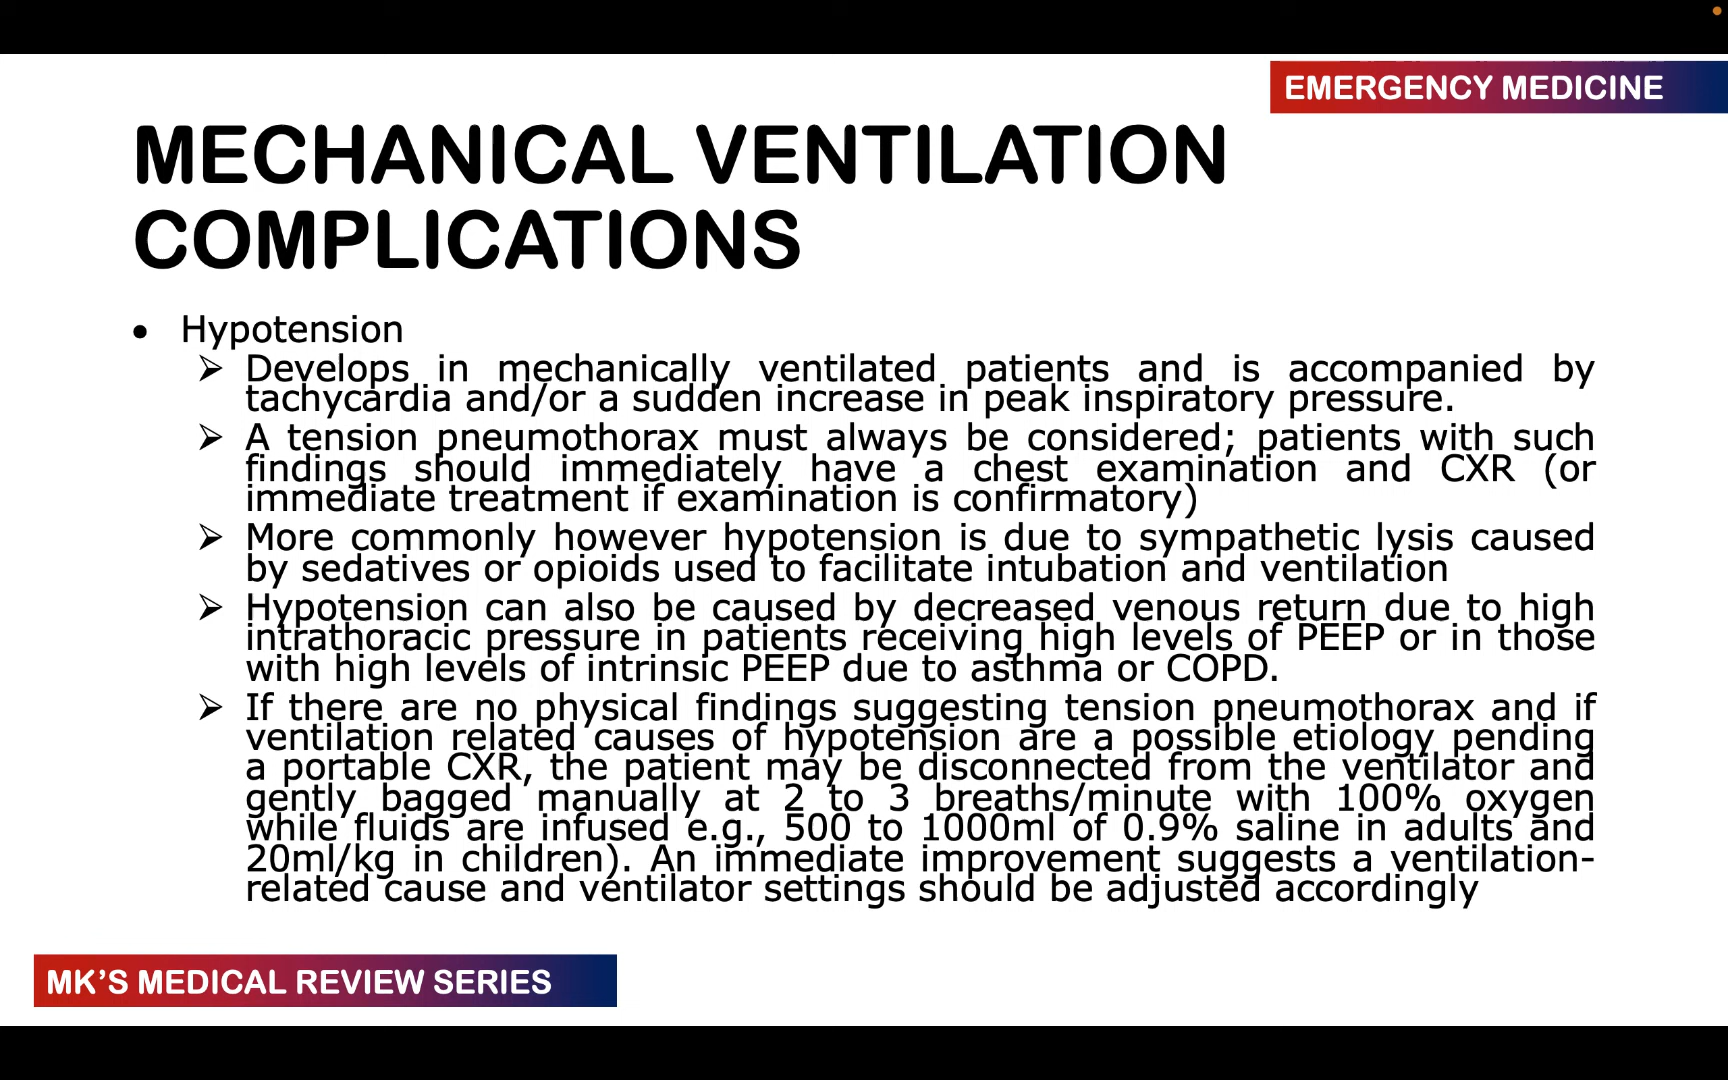 EMERGENCY MEDICINE
MECHANICAL VENTILATION
COMPLICATIONS
• Hypotension
➢ Develops in mechanically ventilated patients and is accompanied by
tachycardia and/or a sudden increase in peak inspiratory pressure.
➢ A tension pneumothorax must always be considered; patients with such
findings should immediately have a chest examination and CXR (or
immediate treatment if examination is confirmatory)
➢ More commonly however hypotension is due to sympathetic lysis caused
by sedatives or opioids used to facilitate intubation and ventilation
➢ Hypotension can also be caused by decreased venous return due to high
intrathoracic pressure in patients receiving high levels of PEEP or in those
with high levels of intrinsic PEEP due to asthma or COPD.
➢ If there are no physical findings suggesting tension pneumothorax and if
ventilation related causes of hypotension are a possible etiology pending
a portable CXR, the patient may be disconnected from the ventilator and
gently bagged manually at 2 to 3 breaths/minute with 100% oxygen
while fluids are infused e.g., 500 to 1000ml of 0.9% saline in adults and
20ml/kg in children). An immediate improvement suggests a ventilation-
related cause and ventilator settings should be adjusted accordingly
MK'S MEDICAL REVIEW SERIES